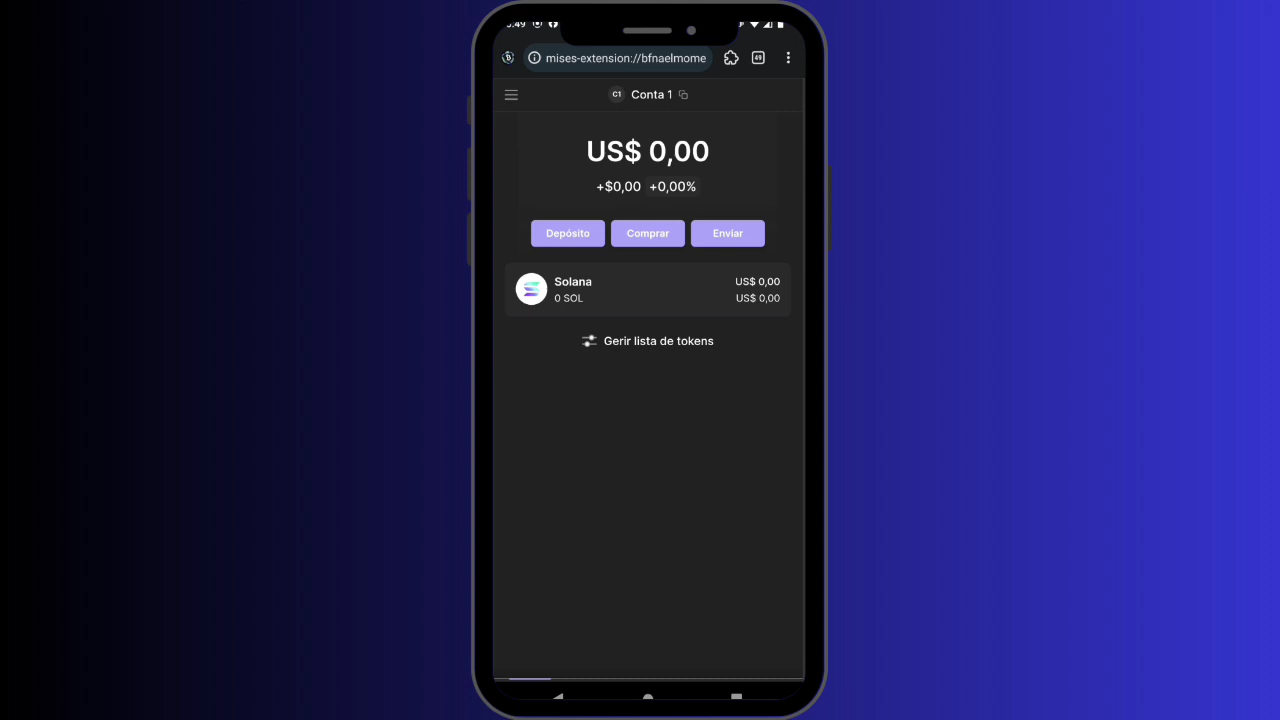 mises-extension://bfnaelmome
49
C1 Conta 1
US$ 0,00
+$0,00 +0,00%
Depósito Comprar Enviar
Solana US$ 0,00
0 SOL US$ 0,00
Gerir lista de tokens